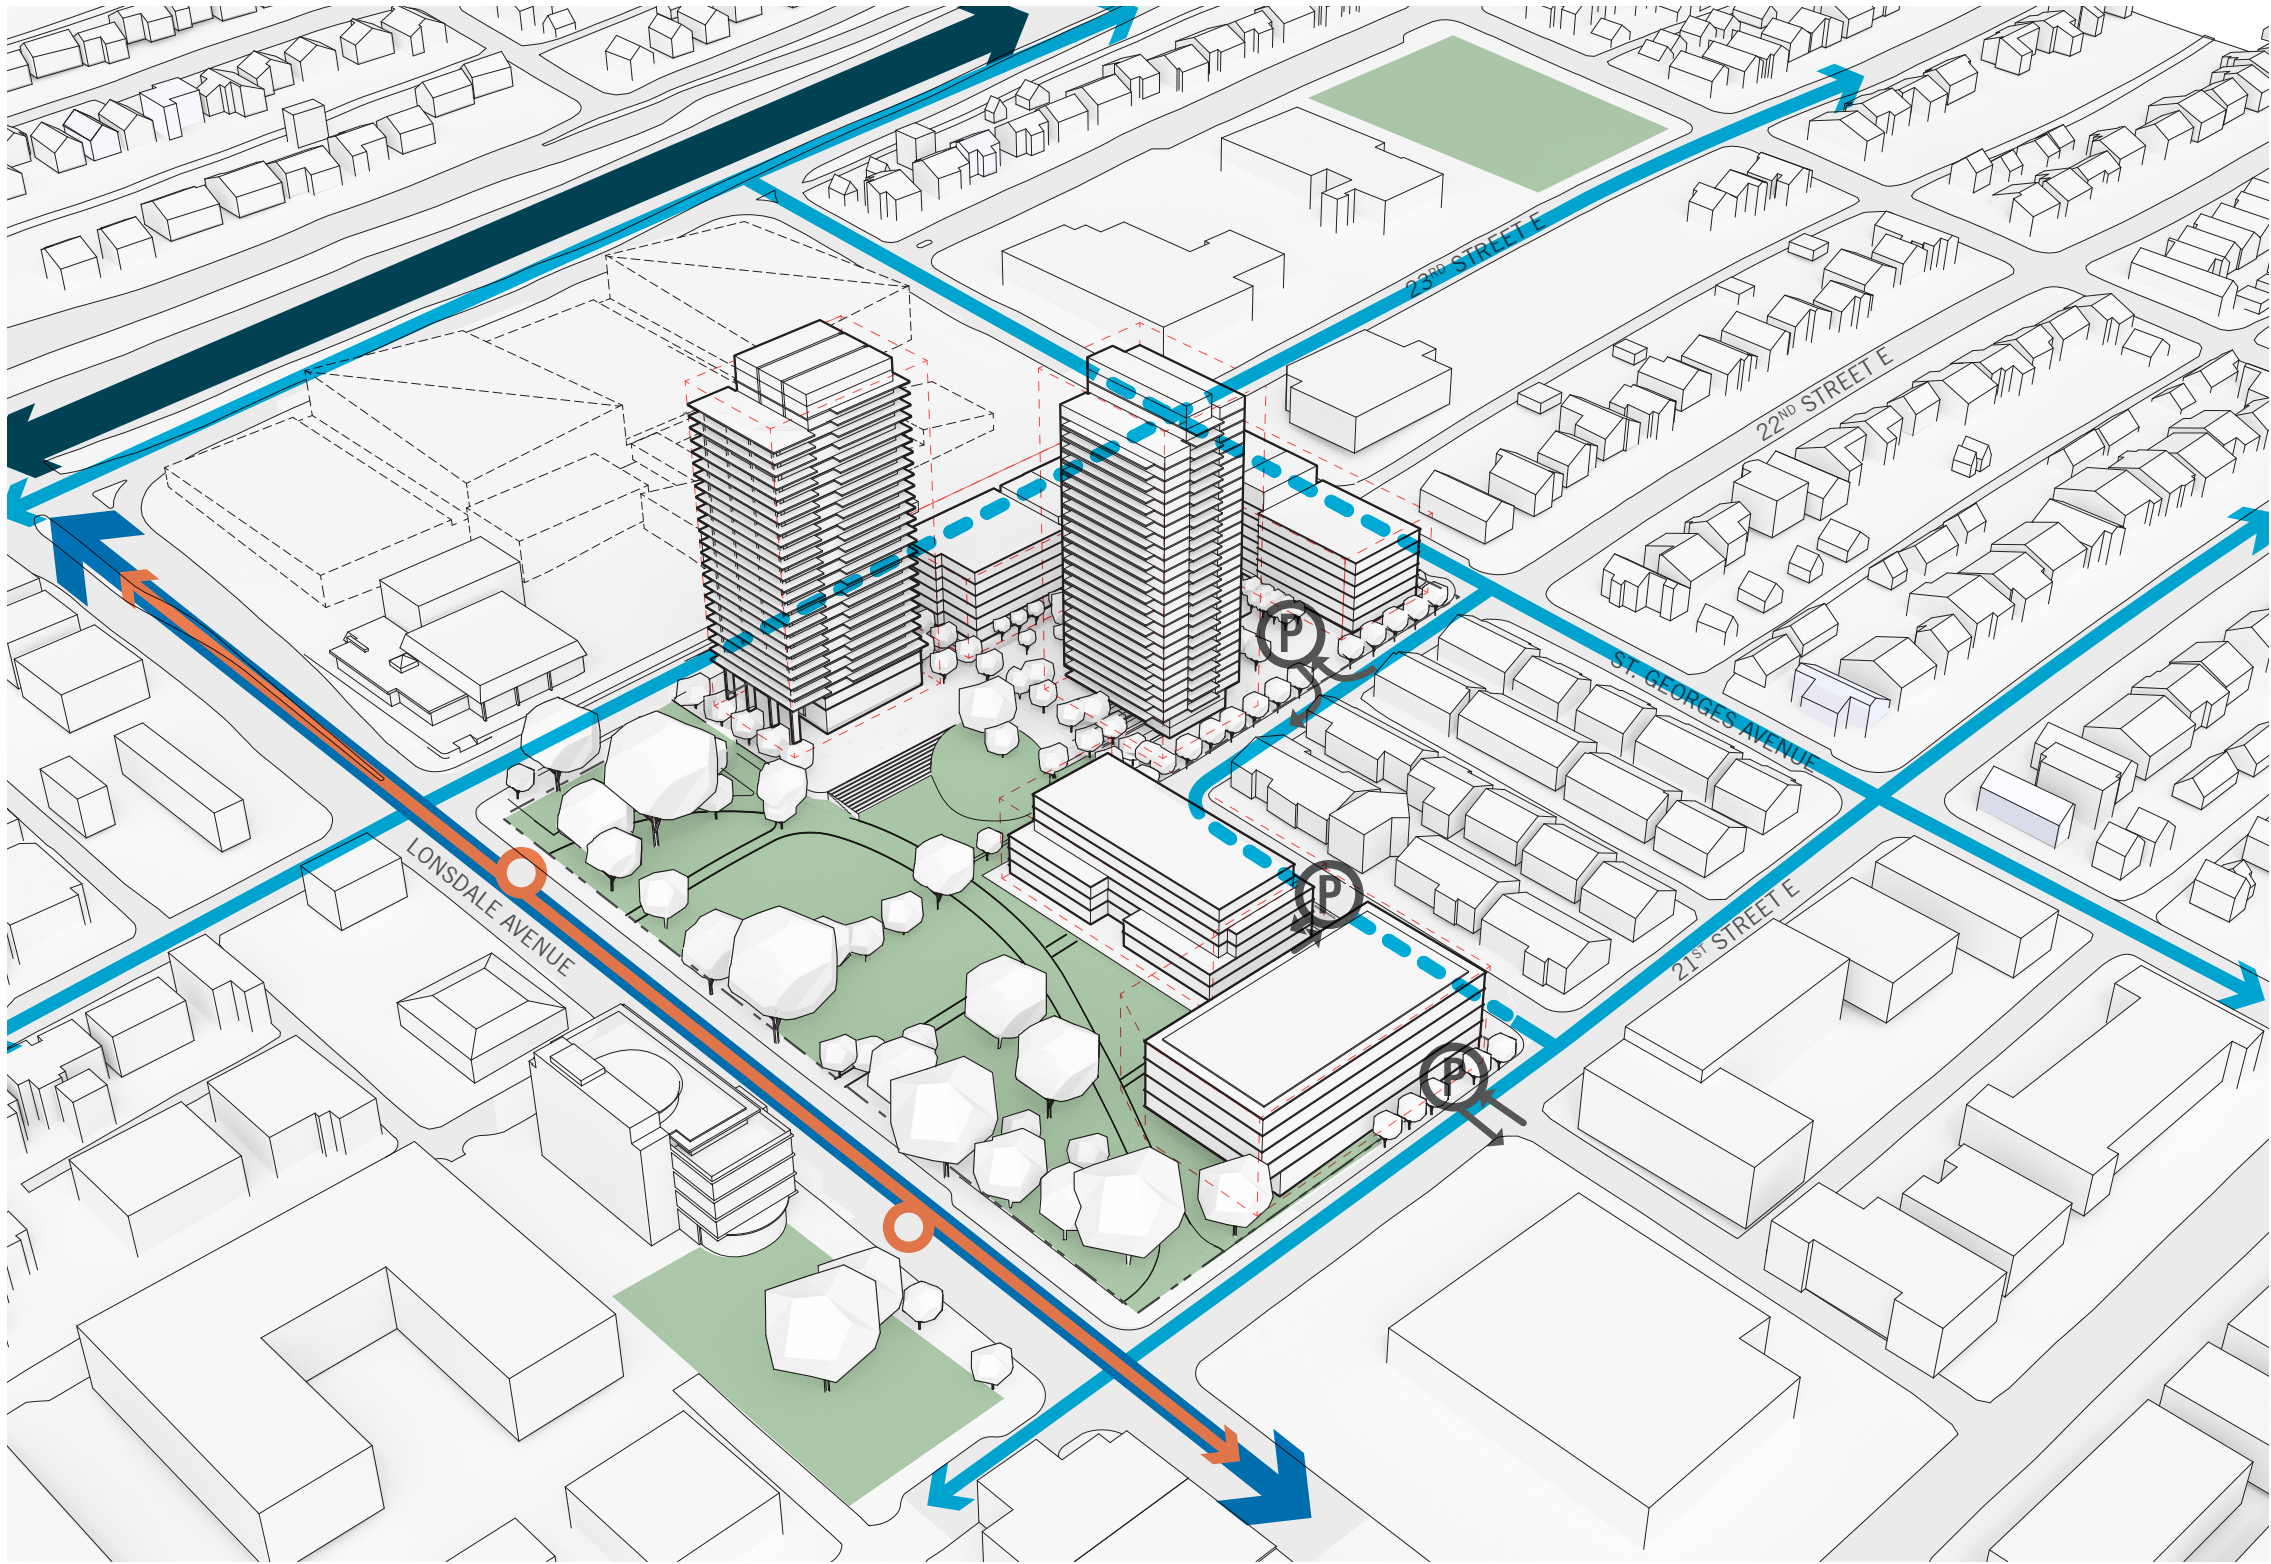 23RD STREET E
22ND STREET E
P
ST. GEORGES AVENUE
LONSDALE AVENUE
P
21ST STREET E
P